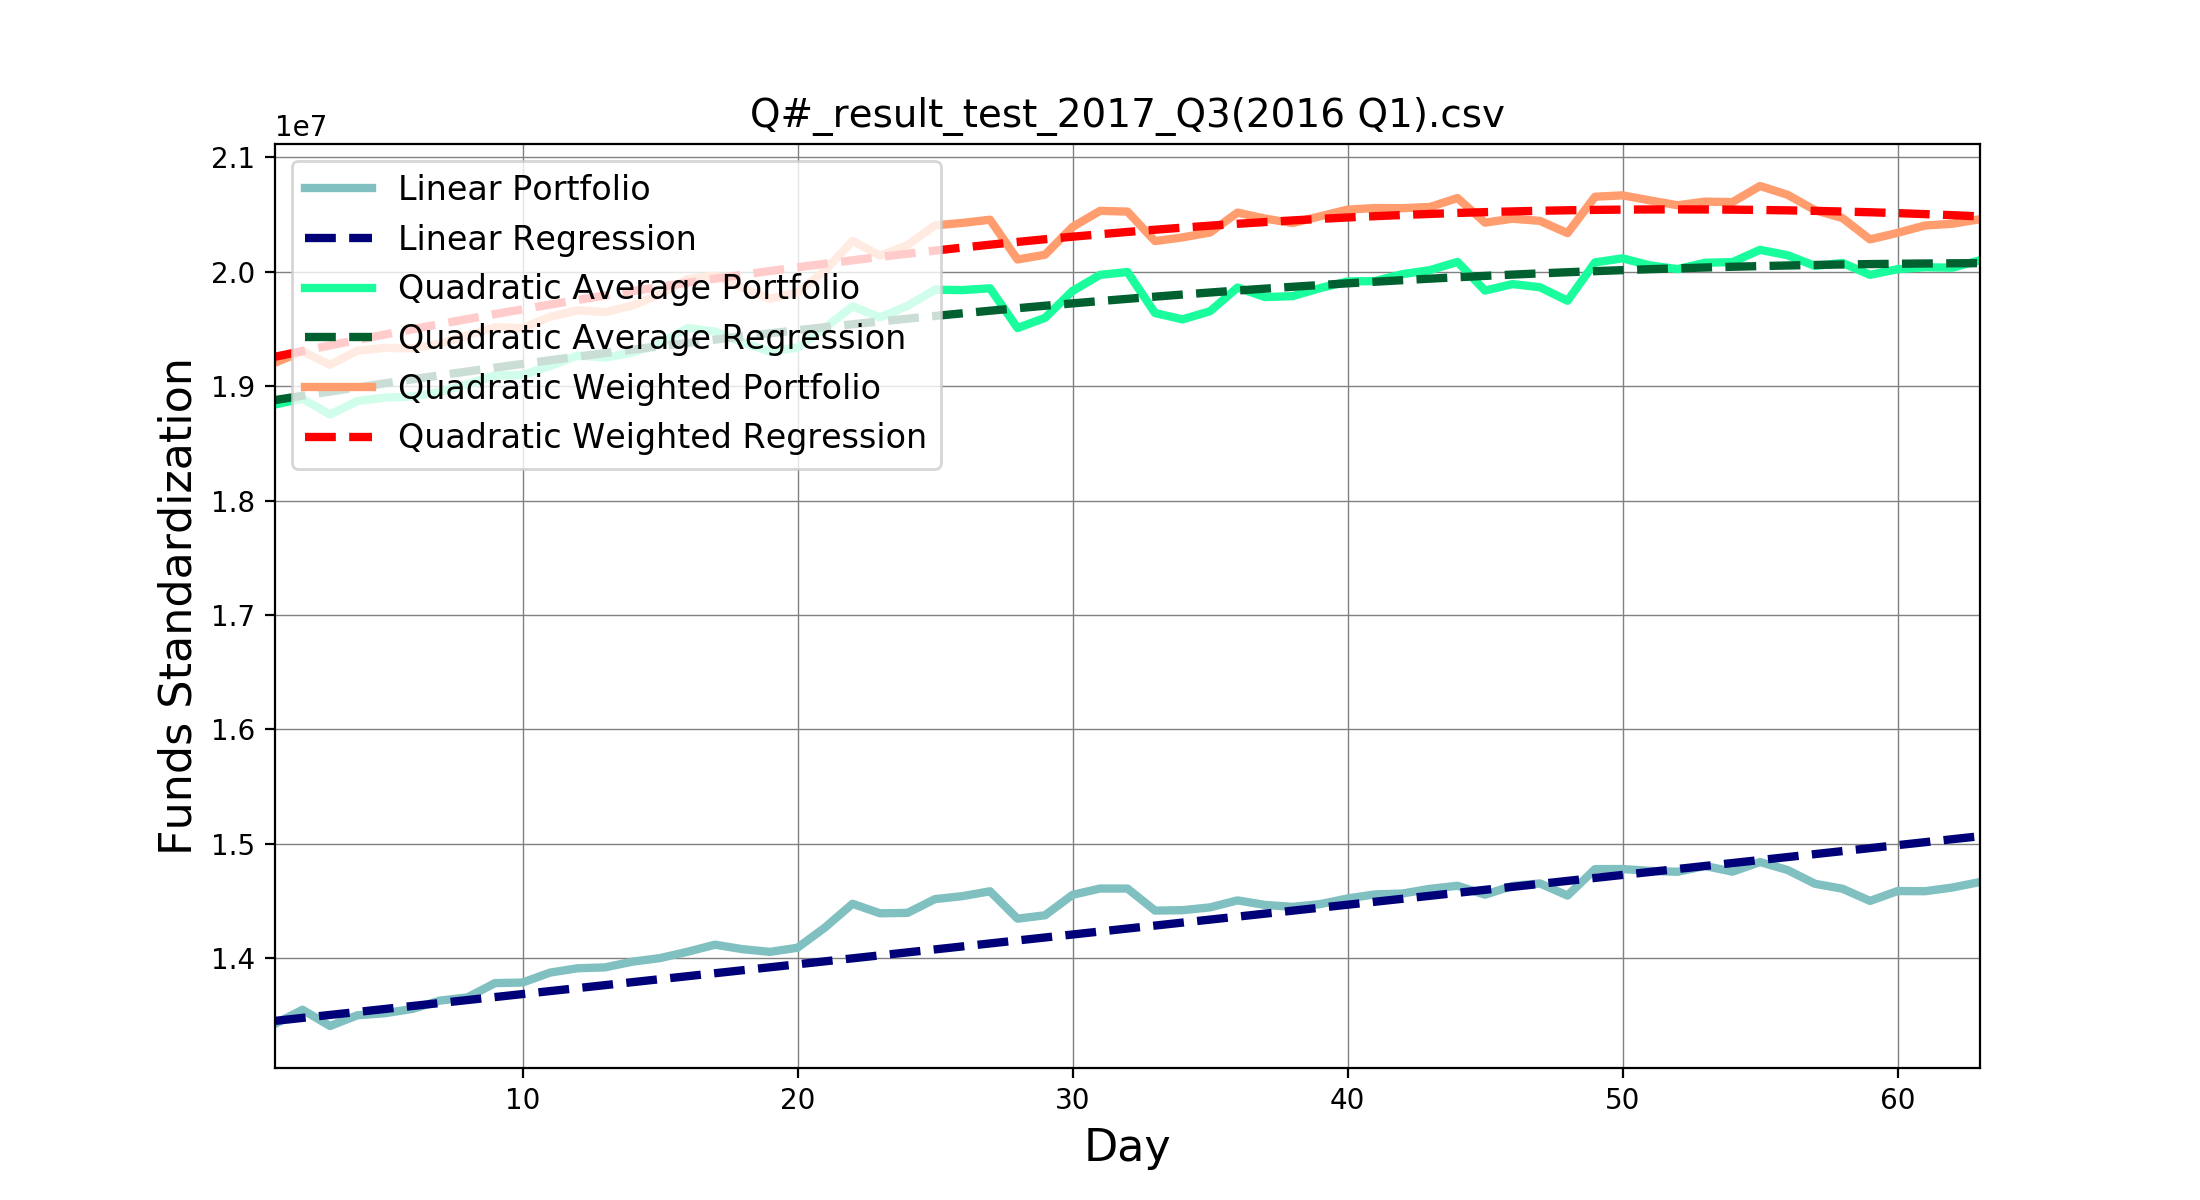 Q#_result_test_2017_Q3(2016 Q1).csv
1e7
2.1
2.0
1.9
1.8
1.7
1.6
1.5
1.4
Funds Standardization
Linear Portfolio
Linear Regression
Quadratic Average Portfolio
Quadratic Average Regression
Quadratic Weighted Portfolio
Quadratic Weighted Regression
10 20 30 40 50 60
Day